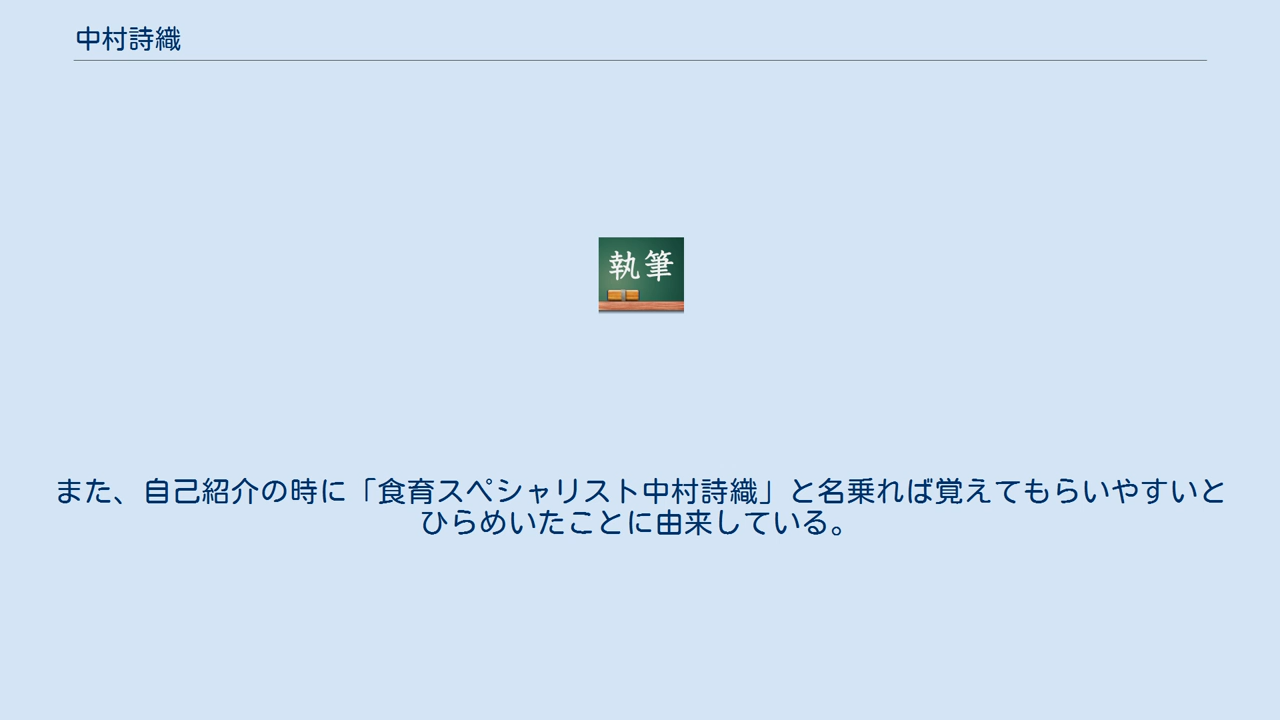 中村詩織
執筆
また、自己紹介の時に「食育スペシャリスト中村詩織」と名乗れば覚えてもらいやすいと
ひらめいたことに由来している。